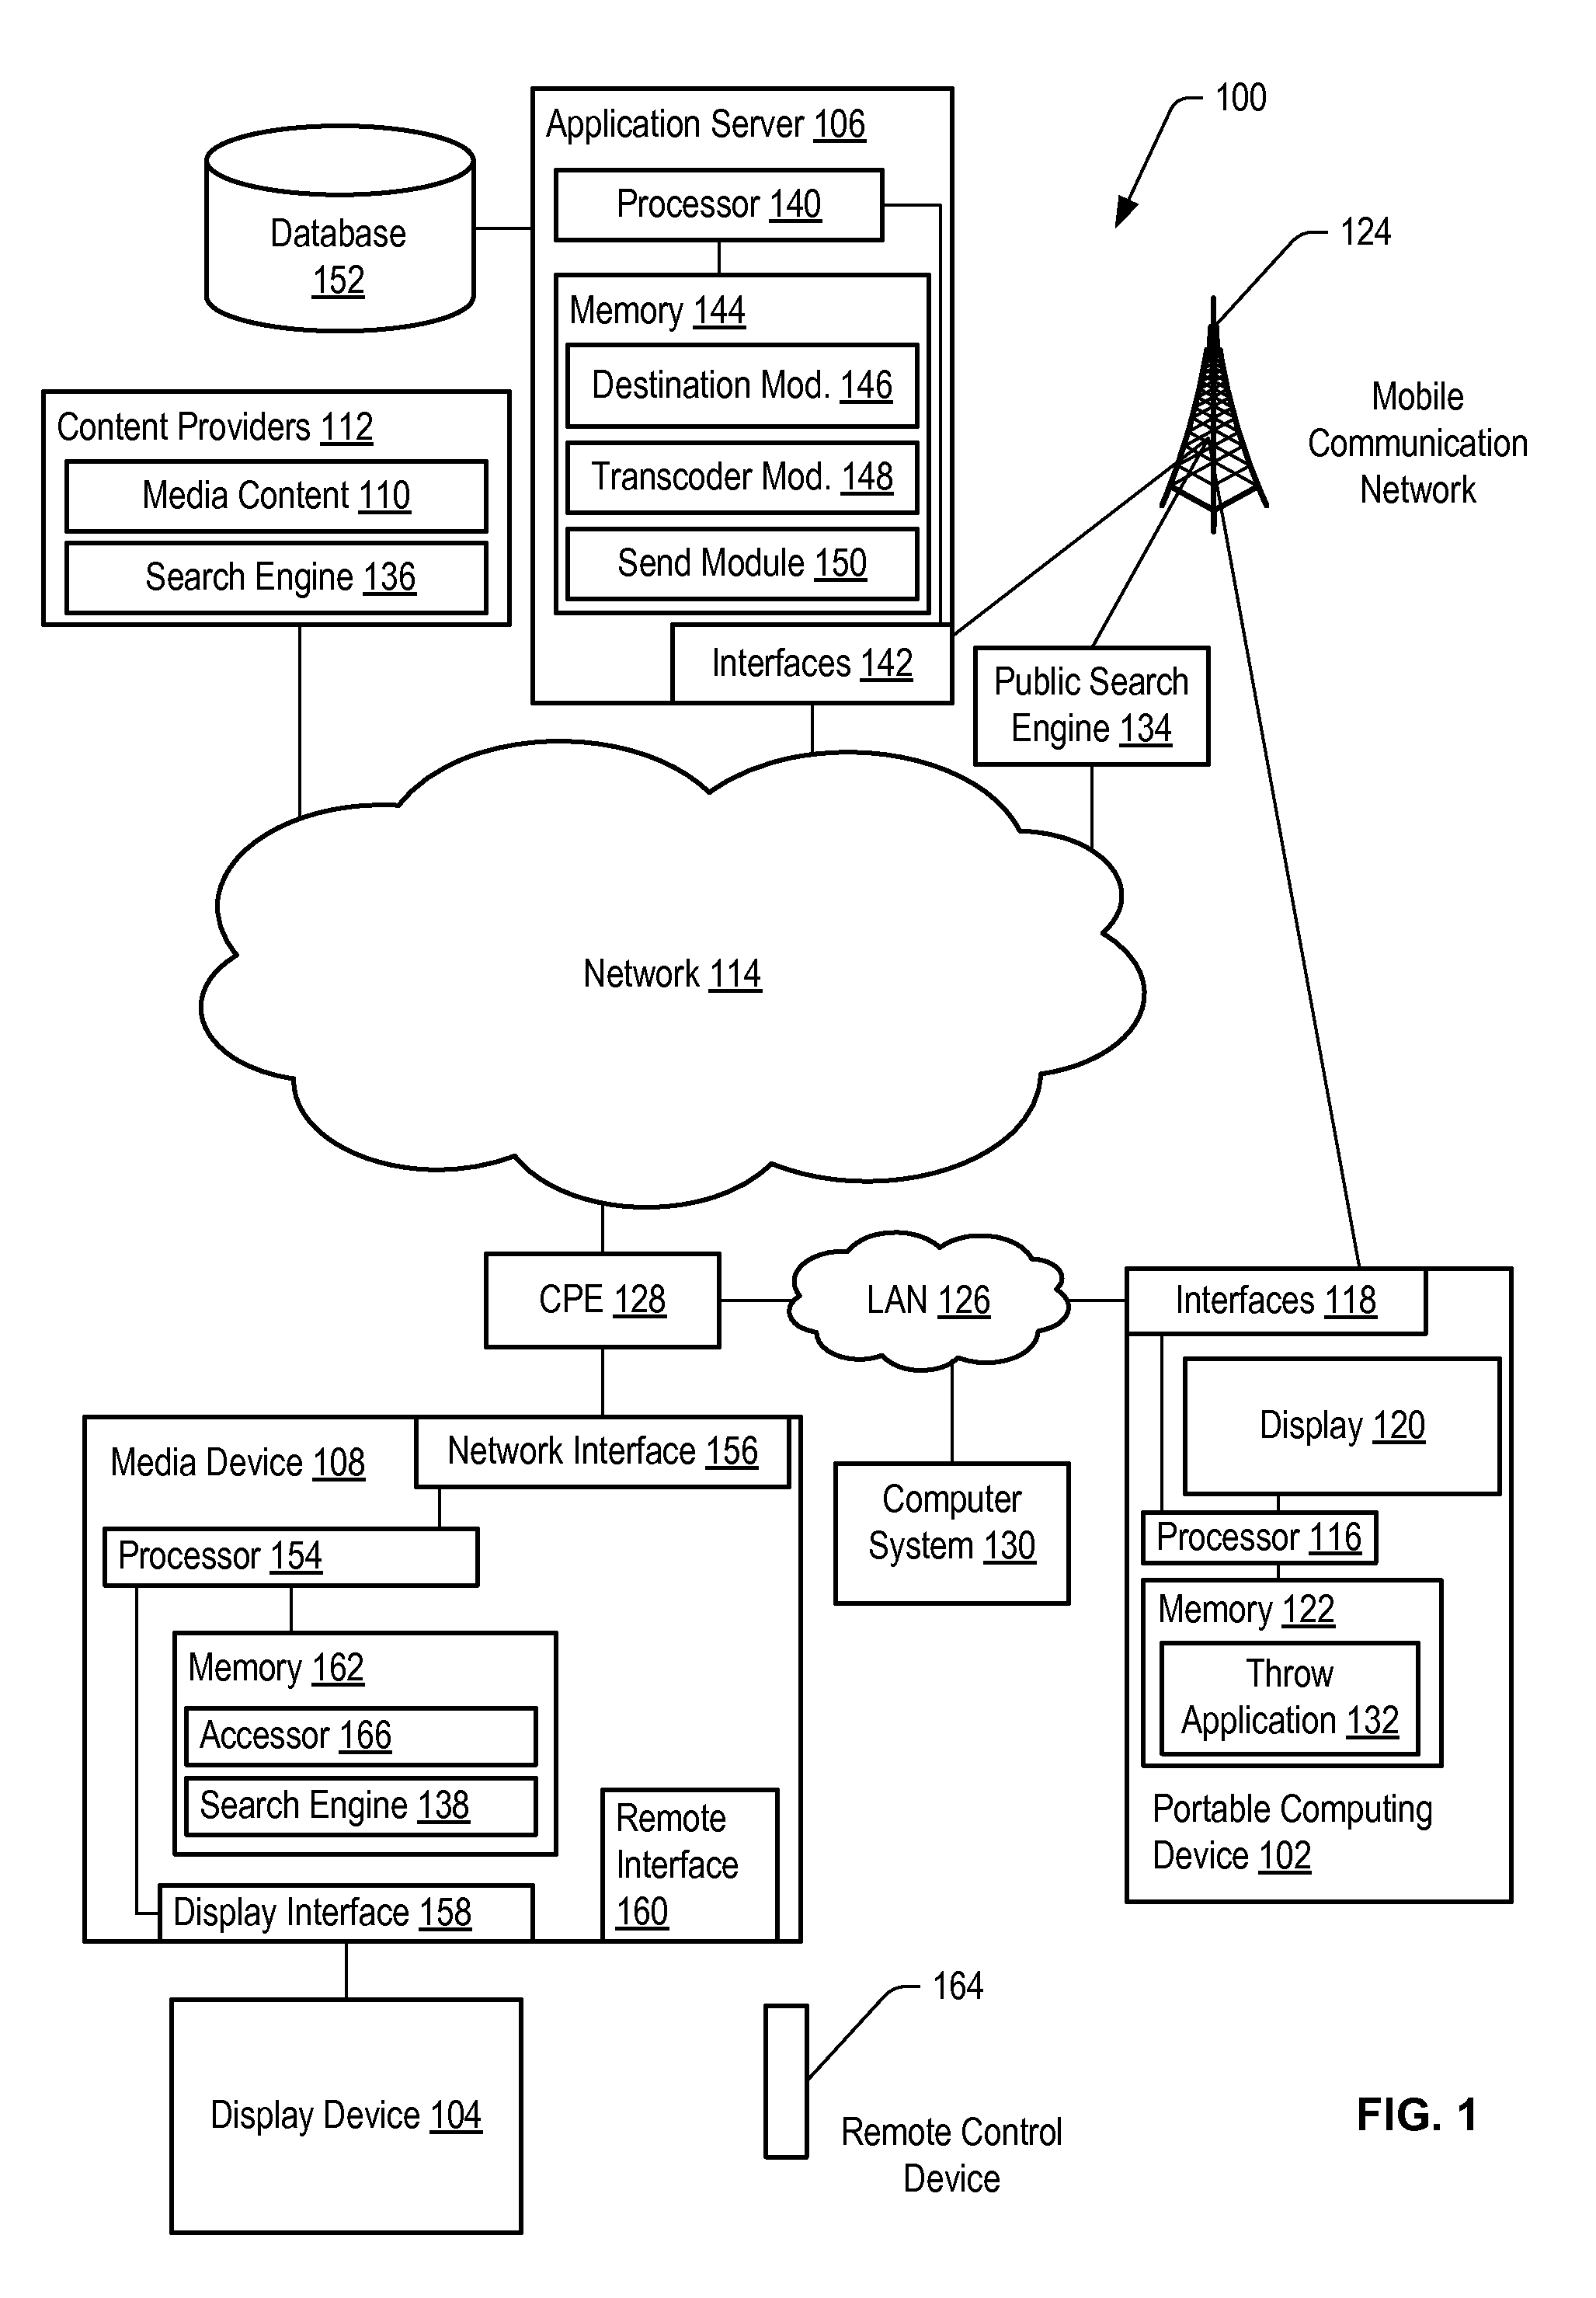 100
Application Server 106
Processor 140
Database
152
124
Memory 144
Destination Mod. 146
Transcoder Mod. 148
Send Module 150
Interfaces 142
Mobile
Communication
Network
Content Providers 112
Media Content 110
Search Engine 136
Public Search
Engine 134
Network 114
CPE 128
LAN 126
Interfaces 118
Display 120
Processor 116
Memory 122
Throw
Application 132
Portable Computing
Device 102
Media Device 108
Network Interface 156
Processor 154
Memory 162
Accessor 166
Search Engine 138
Remote
Interface
160
Display Interface 158
Computer
System 130
Display Device 104
164
Remote Control
Device
FIG. 1